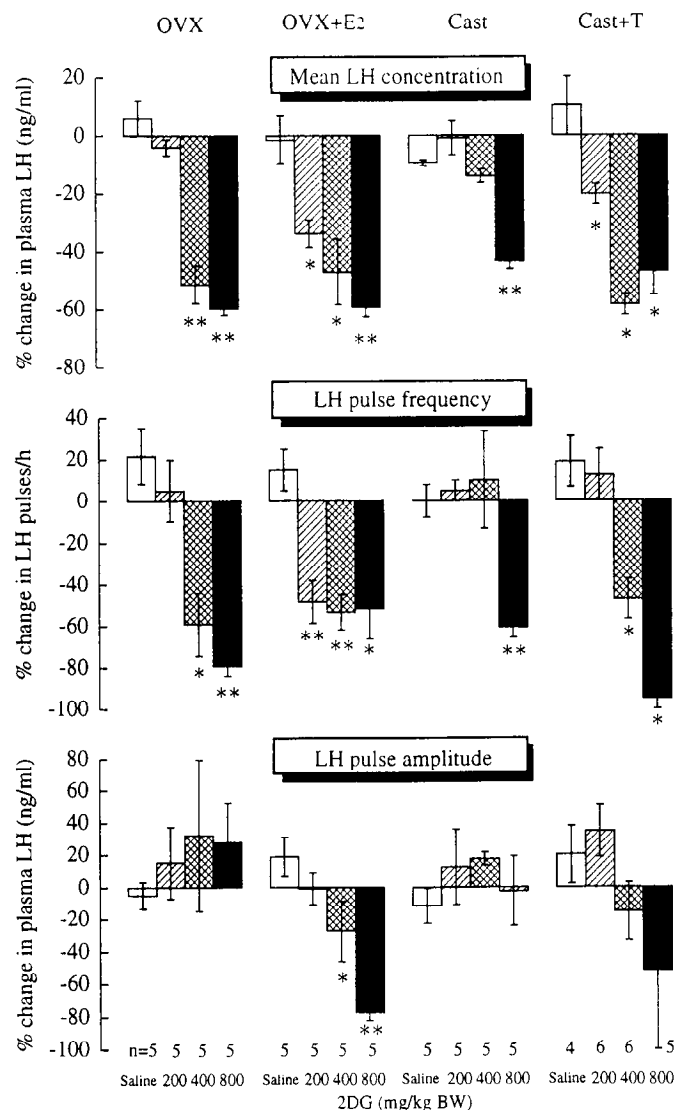 OVX OVX+E2 Cast Cast+T
Mean LH concentration
% change in plasma LH (ng/ml)
20
0
-20
-40
-60
-80
* * * *
** ** ** * *
LH pulse frequency
% change in LH pulses/h
40
20
0
-20
-40
-60
-80
-100
* ** ** ** * ** * *
LH pulse amplitude
% change in plasma LH (ng/ml)
80
60
40
20
0
-20
-40
-60
-80
-100
* **
n=5 5 5 5 5 5 5 5 5 5 5 5 4 6 6 5
Saline 200 400 800 Saline 200 400 800 Saline 200 400 800 Saline 200 400 800
2DG (mg/kg BW)